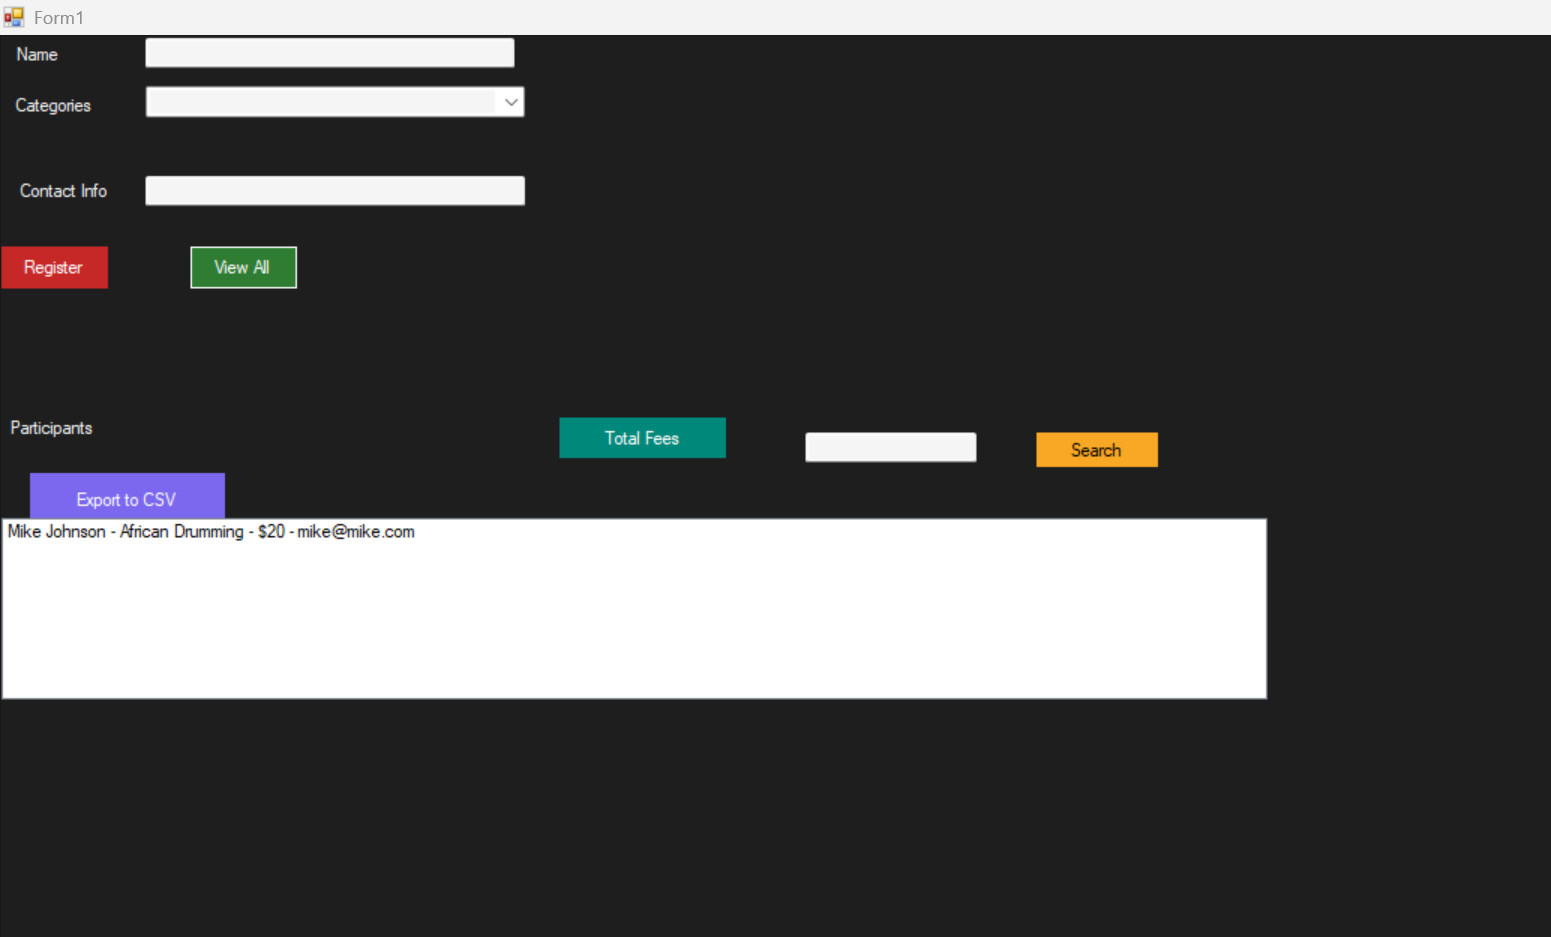 Form1
Name
Categories
Contact Info
Register
View All
Participants
Total Fees
Search
Export to CSV
Mike Johnson - African Drumming - $20 - mike@mike.com